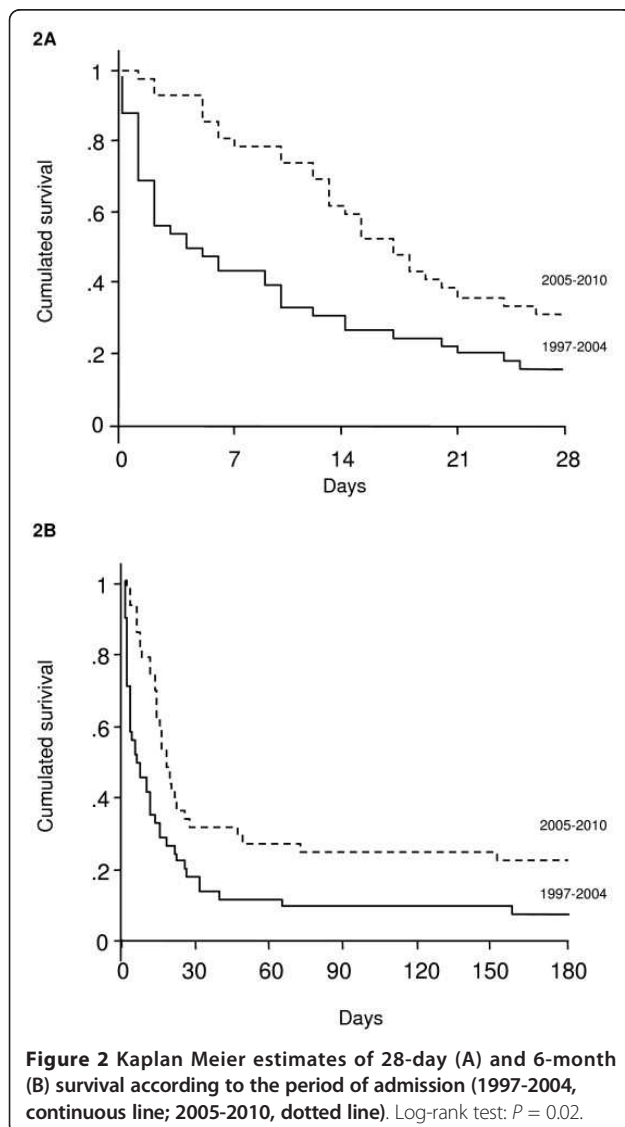 2A
1
.8
.6
.4
.2
0
Cumulated survival
2005-2010
1997-2004
0 7 14 21 28
Days
2B
1
.8
.6
.4
.2
0
Cumulated surivival
2005-2010
1997-2004
0 30 60 90 120 150 180
Days
Figure 2 Kaplan Meier estimates of 28-day (A) and 6-month
(B) survival according to the period of admission (1997-2004,
continuous line; 2005-2010, dotted line). Log-rank test: P = 0.02.